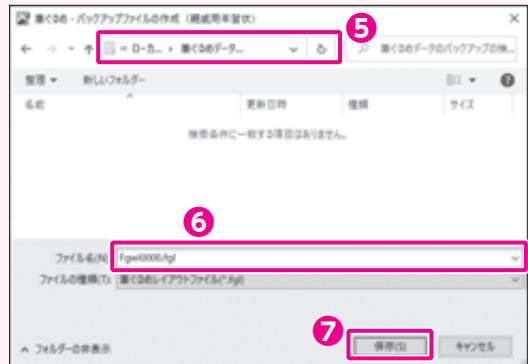 筆ぐるめ - バックアップファイルの作成 (親戚用年賀状)
5
« ローカ... › 筆ぐるめデータ...
筆ぐるめデータのバックアップの検...
整理 新しいフォルダー
名前 更新日時 種類 サイズ
検索条件に一致する項目はありません。
6
ファイル名(N): Fgwl0000.fgl
ファイルの種類(T): 筆ぐるめレイアウトファイル(*.fgl)
7
フォルダーの非表示 保存(S) キャンセル